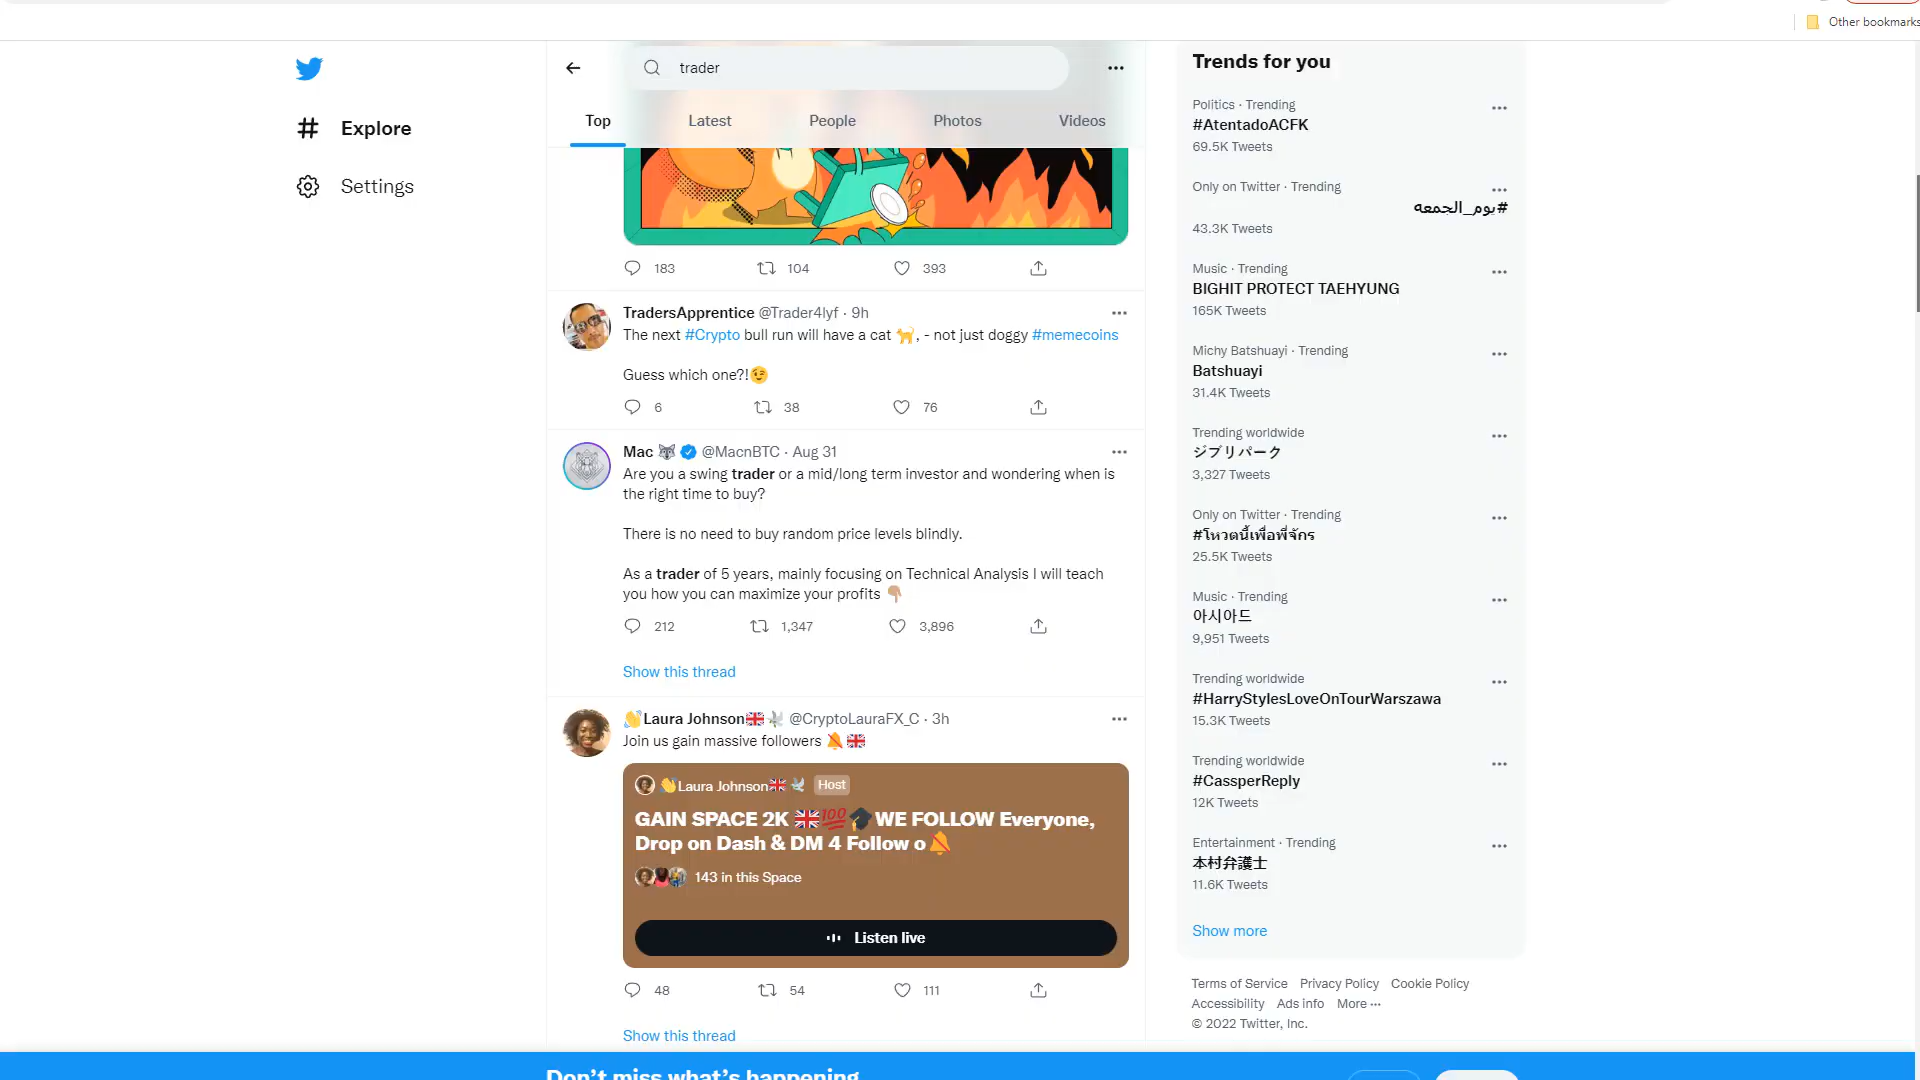 Other bookmarks
trader
Top
Latest
People
Photos
Videos
Explore
Settings
183
104
393
TradersApprentice @Trader4lyf · 9h
The next #Crypto bull run will have a cat 🐈, - not just doggy #memecoins
Guess which one?!😉
6
38
76
Mac 🐺 @MacnBTC · Aug 31
Are you a swing trader or a mid/long term investor and wondering when is
the right time to buy?
There is no need to buy random price levels blindly.
As a trader of 5 years, mainly focusing on Technical Analysis I will teach
you how you can maximize your profits 👇🏼
212
1,347
3,896
Show this thread
👋Laura Johnson🇬🇧🕊 @CryptoLauraFX_C · 3h
Join us gain massive followers 🔔🇬🇧
👋Laura Johnson🇬🇧🕊 Host
GAIN SPACE 2K 🇬🇧💯🎓WE FOLLOW Everyone,
Drop on Dash & DM 4 Follow o🔔
143 in this Space
Listen live
48
54
111
Show this thread
Trends for you
Politics · Trending
#AtentadoACFK
69.5K Tweets
Only on Twitter · Trending
#يوم_الجمعه
43.3K Tweets
Music · Trending
BIGHIT PROTECT TAEHYUNG
165K Tweets
Michy Batshuayi · Trending
Batshuayi
31.4K Tweets
Trending worldwide
ジブリパーク
3,327 Tweets
Only on Twitter · Trending
#โหวตนี้เพื่อพี่จักร
25.5K Tweets
Music · Trending
아시아드
9,951 Tweets
Trending worldwide
#HarryStylesLoveOnTourWarszawa
15.3K Tweets
Trending worldwide
#CassperReply
12K Tweets
Entertainment · Trending
本村弁護士
11.6K Tweets
Show more
Terms of Service Privacy Policy Cookie Policy
Accessibility Ads info More ···
© 2022 Twitter, Inc.
Don't miss what's happening